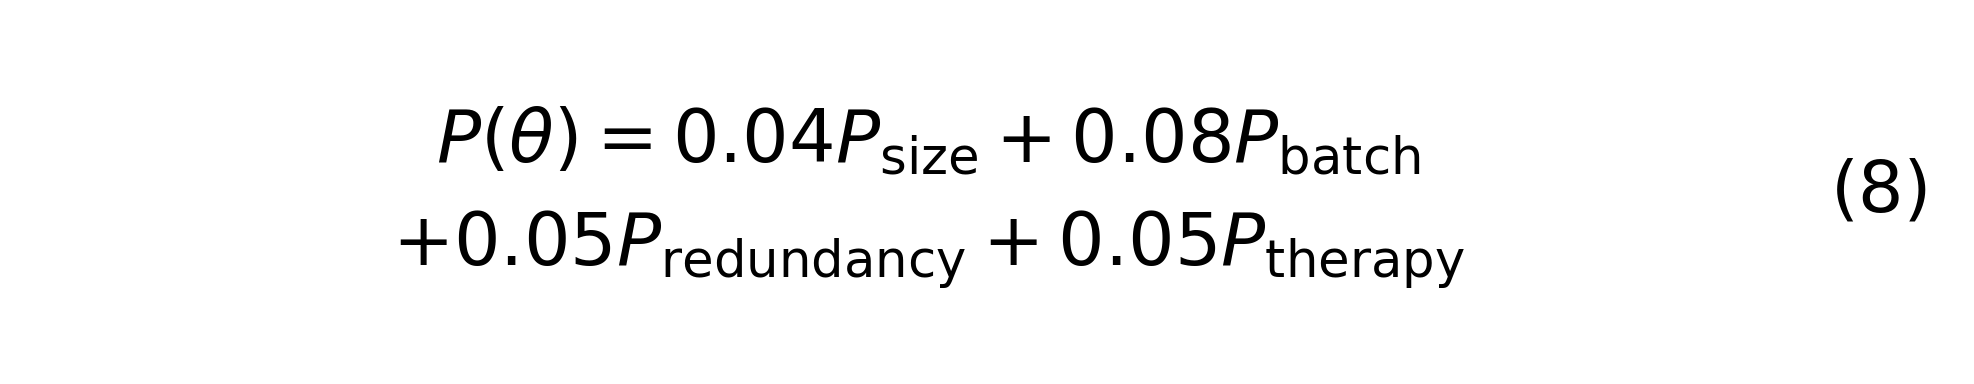 P(θ) = 0.04P_size + 0.08P_batch
+0.05P_redundancy + 0.05P_therapy
(8)